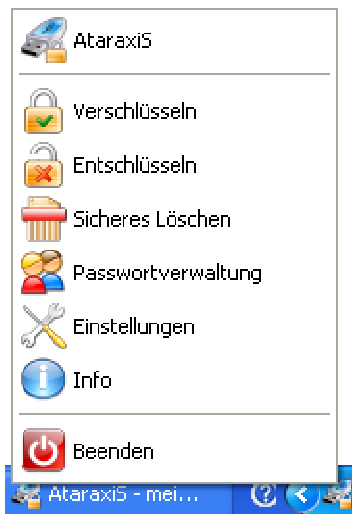 AtaraxiS
Verschlüsseln
Entschlüsseln
Sicheres Löschen
Passwortverwaltung
Einstellungen
Info
Beenden
AtaraxiS - mei...